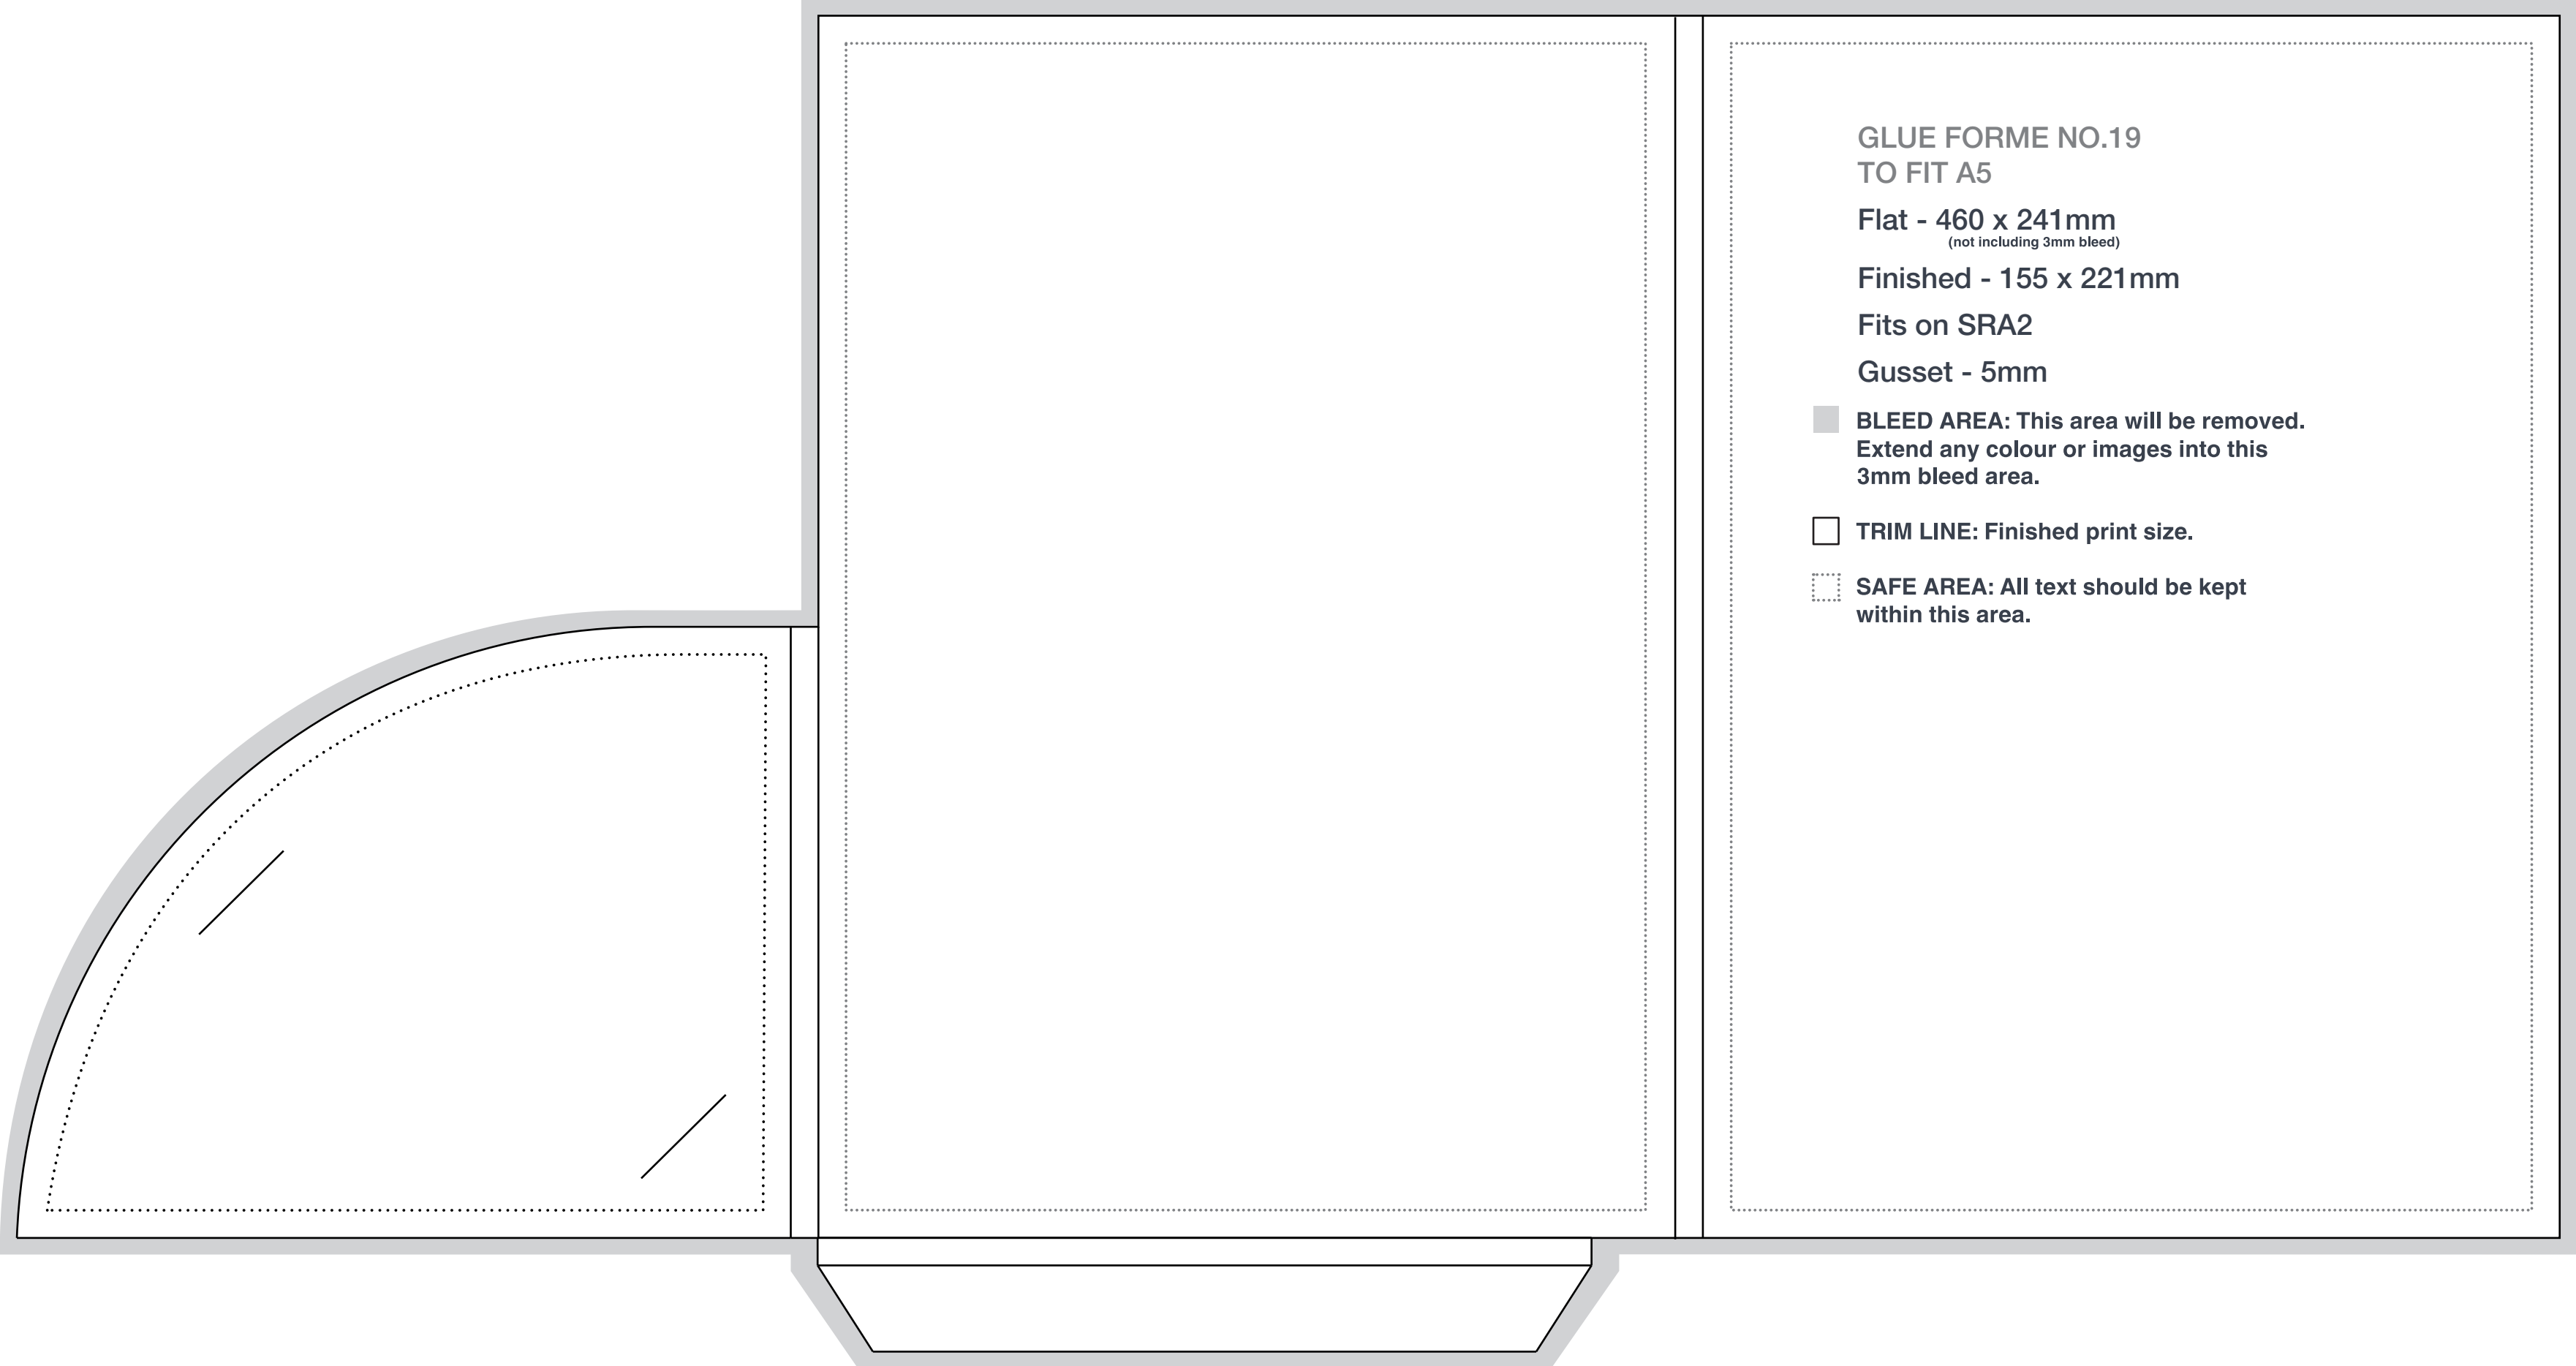 GLUE FORME NO.19
TO FIT A5
Flat - 460 x 241mm
(not including 3mm bleed)
Finished - 155 x 221mm
Fits on SRA2
Gusset - 5mm
BLEED AREA: This area will be removed.
Extend any colour or images into this
3mm bleed area.
TRIM LINE: Finished print size.
SAFE AREA: All text should be kept
within this area.